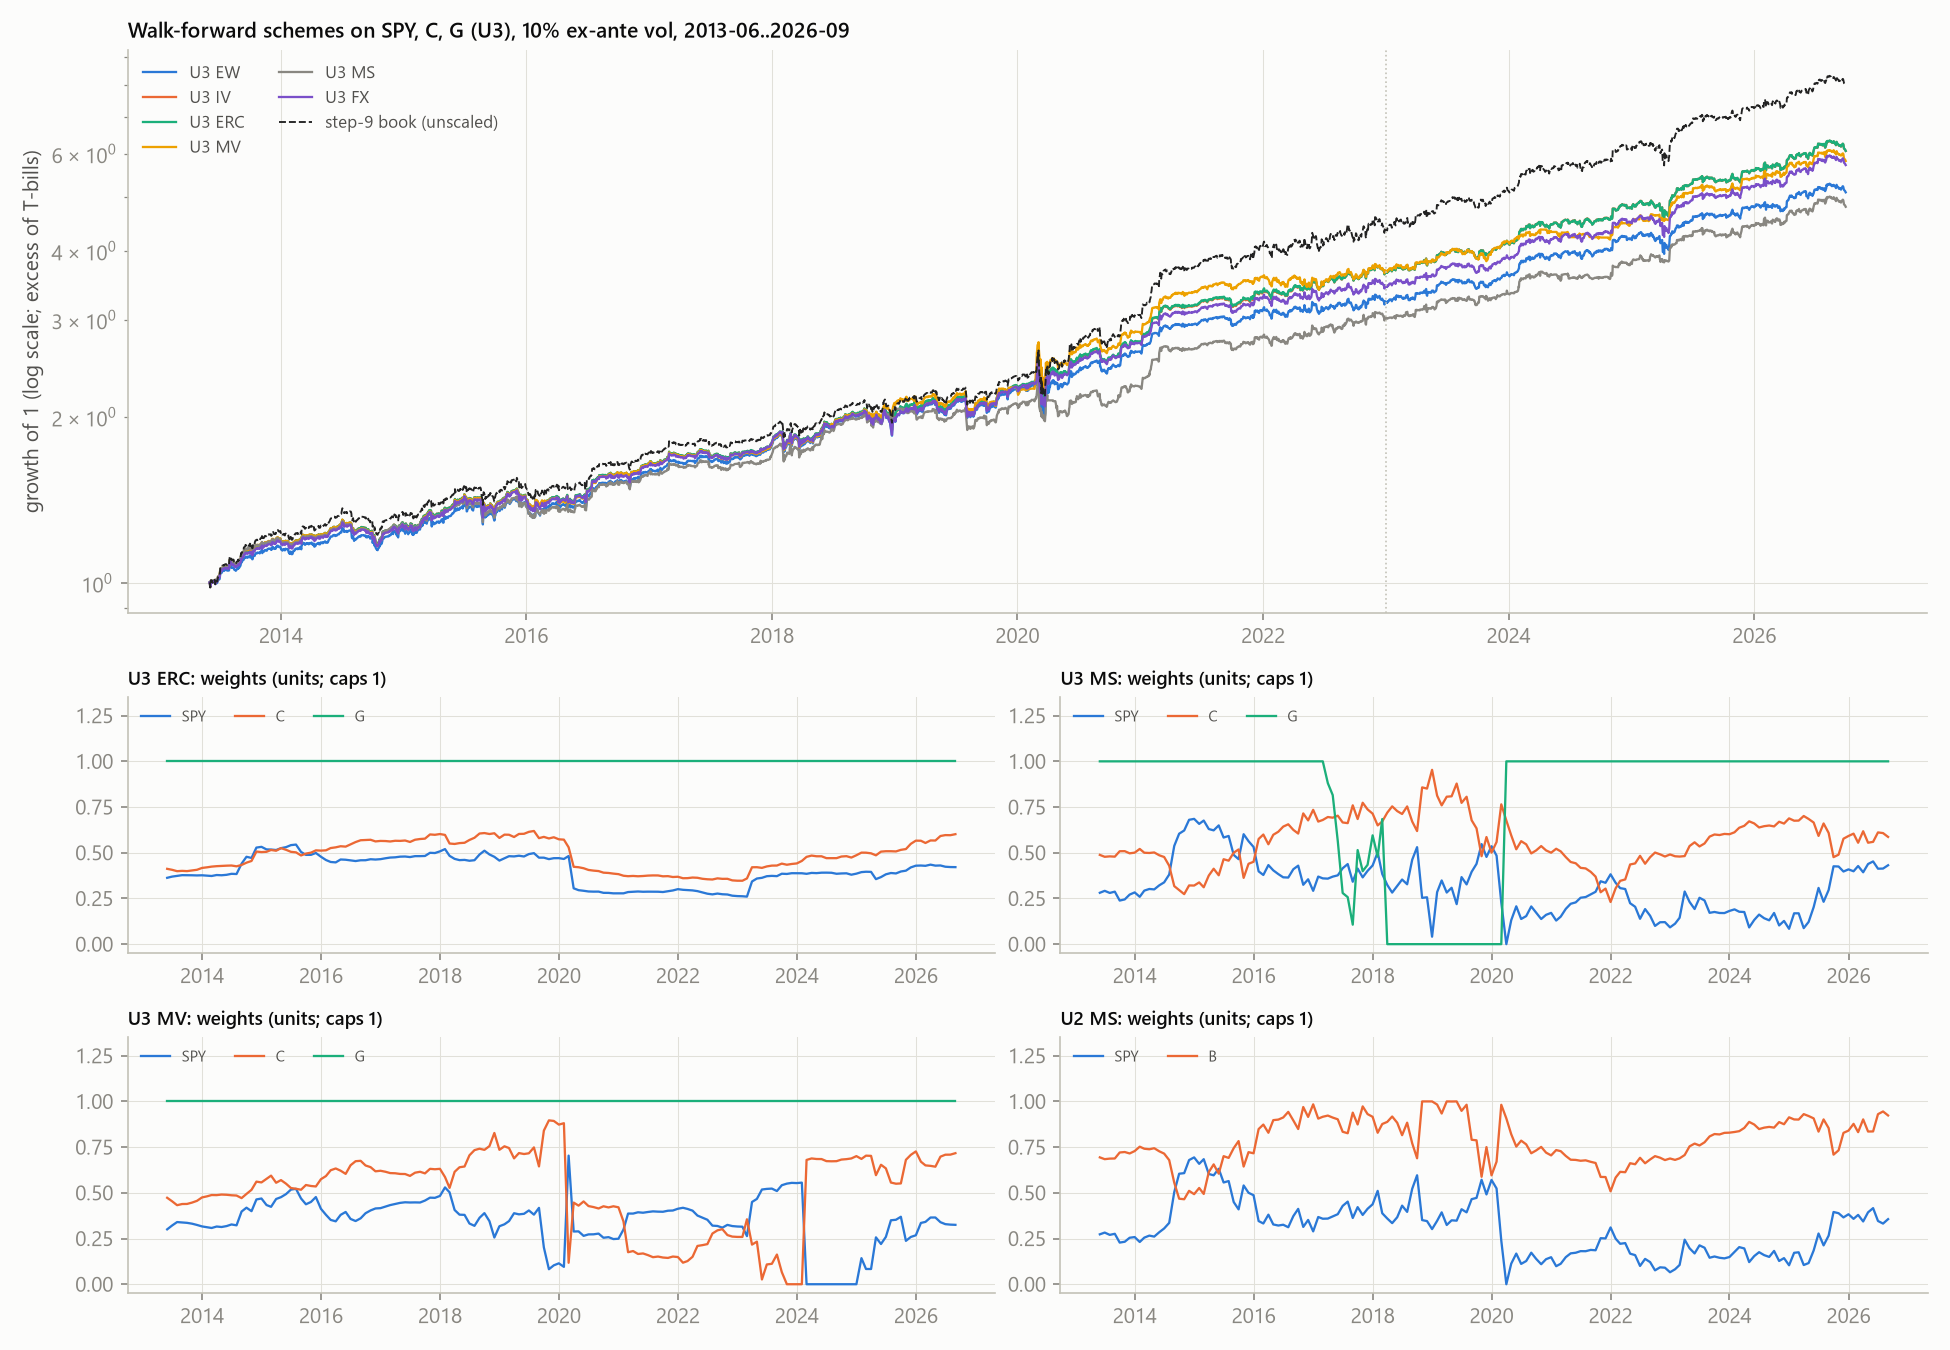 Walk-forward schemes on SPY, C, G (U3), 10% ex-ante vol, 2013-06..2026-09
growth of 1 (log scale; excess of T-bills)
U3 EW
U3 IV
U3 ERC
U3 MV
U3 MS
U3 FX
step-9 book (unscaled)
6 × 10⁰
4 × 10⁰
3 × 10⁰
2 × 10⁰
10⁰
2014 2016 2018 2020 2022 2024 2026
U3 ERC: weights (units; caps 1)
SPY C G
1.25
1.00
0.75
0.50
0.25
0.00
2014 2016 2018 2020 2022 2024 2026
U3 MS: weights (units; caps 1)
SPY C G
1.25
1.00
0.75
0.50
0.25
0.00
2014 2016 2018 2020 2022 2024 2026
U3 MV: weights (units; caps 1)
SPY C G
1.25
1.00
0.75
0.50
0.25
0.00
2014 2016 2018 2020 2022 2024 2026
U2 MS: weights (units; caps 1)
SPY B
1.25
1.00
0.75
0.50
0.25
0.00
2014 2016 2018 2020 2022 2024 2026